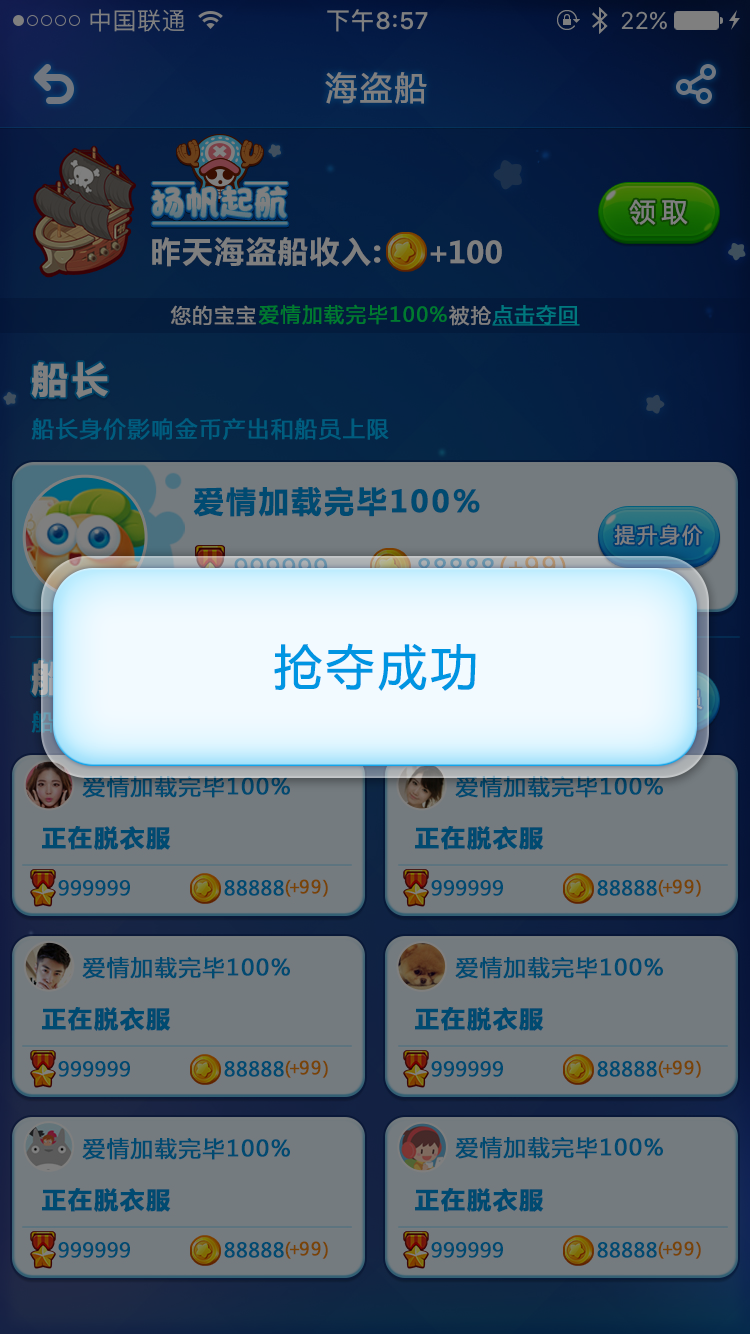 中国联通 下午8:57 22%
海盗船
扬帆起航
昨天海盗船收入:+100
领取
您的宝宝爱情加载完毕100%被抢点击夺回
船长
船长身价影响金币产出和船员上限
爱情加载完毕100%
提升身价
999999 88888(+99)
抢夺成功
船
船
爱情加载完毕100% 爱情加载完毕100%
正在脱衣服 正在脱衣服
999999 88888(+99) 999999 88888(+99)
爱情加载完毕100% 爱情加载完毕100%
正在脱衣服 正在脱衣服
999999 88888(+99) 999999 88888(+99)
爱情加载完毕100% 爱情加载完毕100%
正在脱衣服 正在脱衣服
999999 88888(+99) 999999 88888(+99)